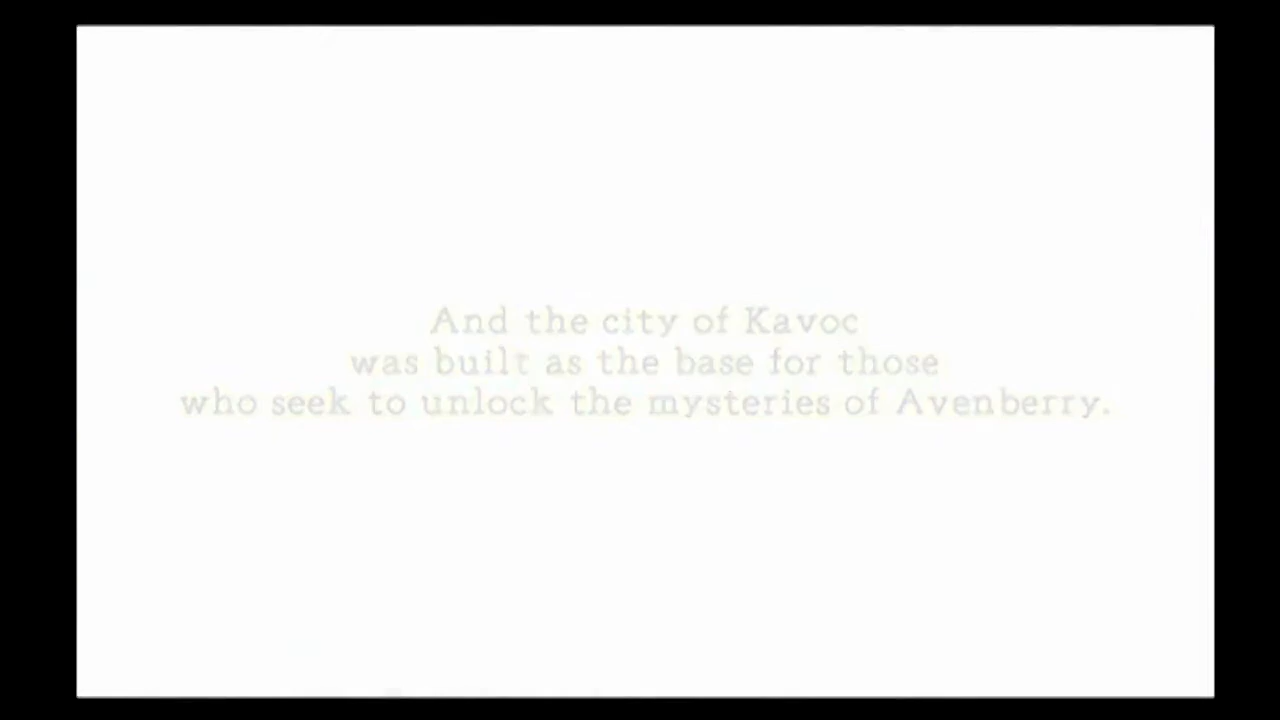 And the city of Kavoc
was built as the base for those
who seek to unlock the mysteries of Avenberry.